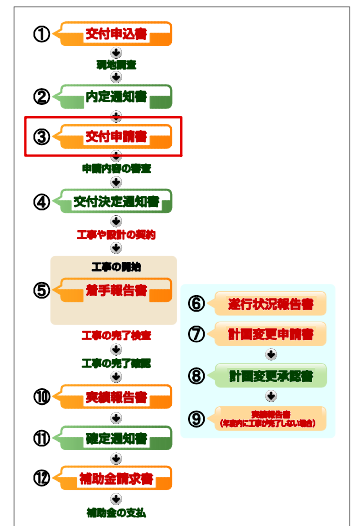 ① 交付申込書
現地調査
② 内定通知書
③ 交付申請書
申請内容の審査
④ 交付決定通知書
工事や設計の契約
工事の開始
⑤ 着手報告書
工事の完了検査
工事の完了確認
⑥ 遂行状況報告書
⑦ 計画変更申請書
⑧ 計画変更承認書
⑨ 実績報告書
(年度内に工事が完了しない場合)
⑩ 実績報告書
⑪ 確定通知書
⑫ 補助金請求書
補助金の支払